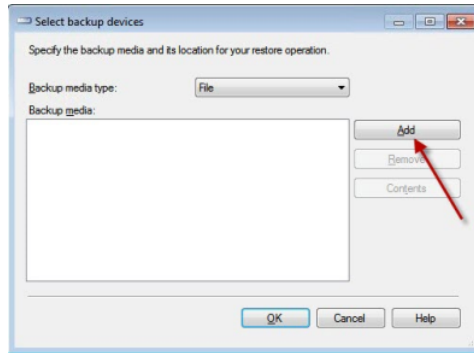 Select backup devices
Specify the backup media and its location for your restore operation.
Backup media type:
File
Backup media:
Add
Remove
Contents
OK
Cancel
Help